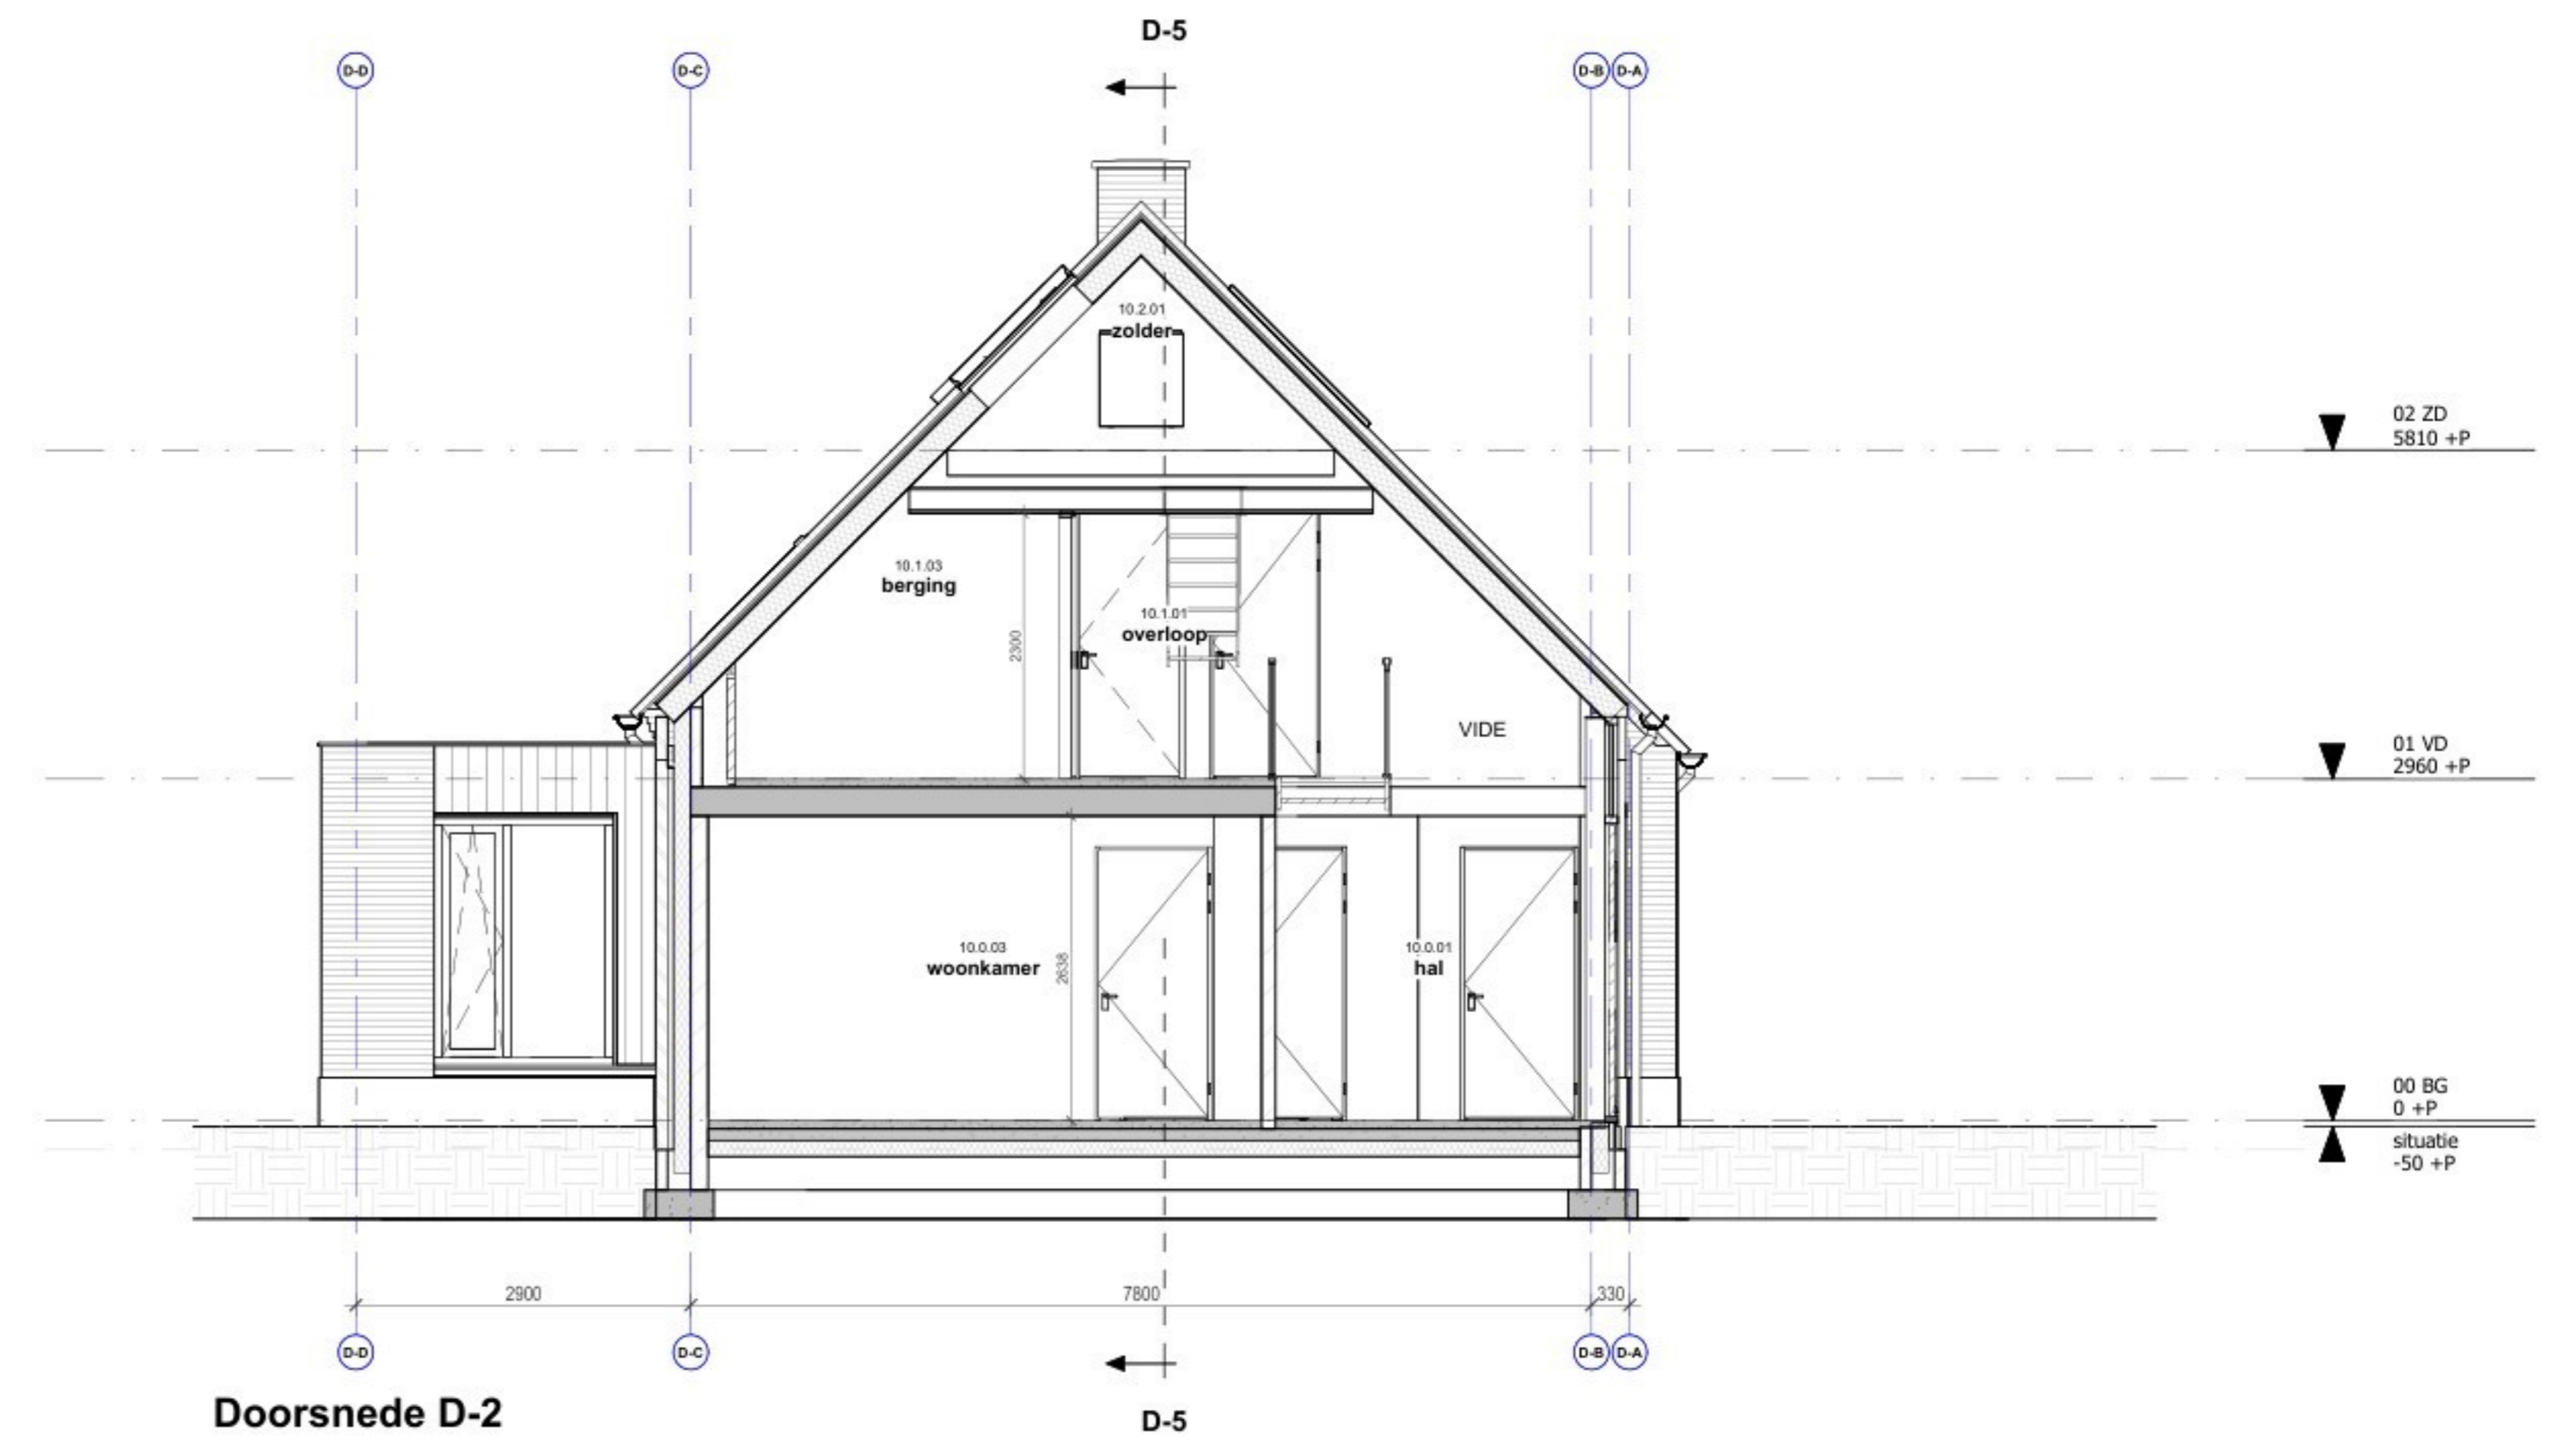 D-5
D-D
D-C
D-B
D-A
10.2.01
zolder
02 ZD
5810 +P
10.1.03
berging
10.1.01
overloop
2300
VIDE
01 VD
2960 +P
10.0.03
woonkamer
2638
10.0.01
hal
00 BG
0 +P
situatie
-50 +P
2900
7800
330
D-D
D-C
D-B
D-A
Doorsnede D-2
D-5